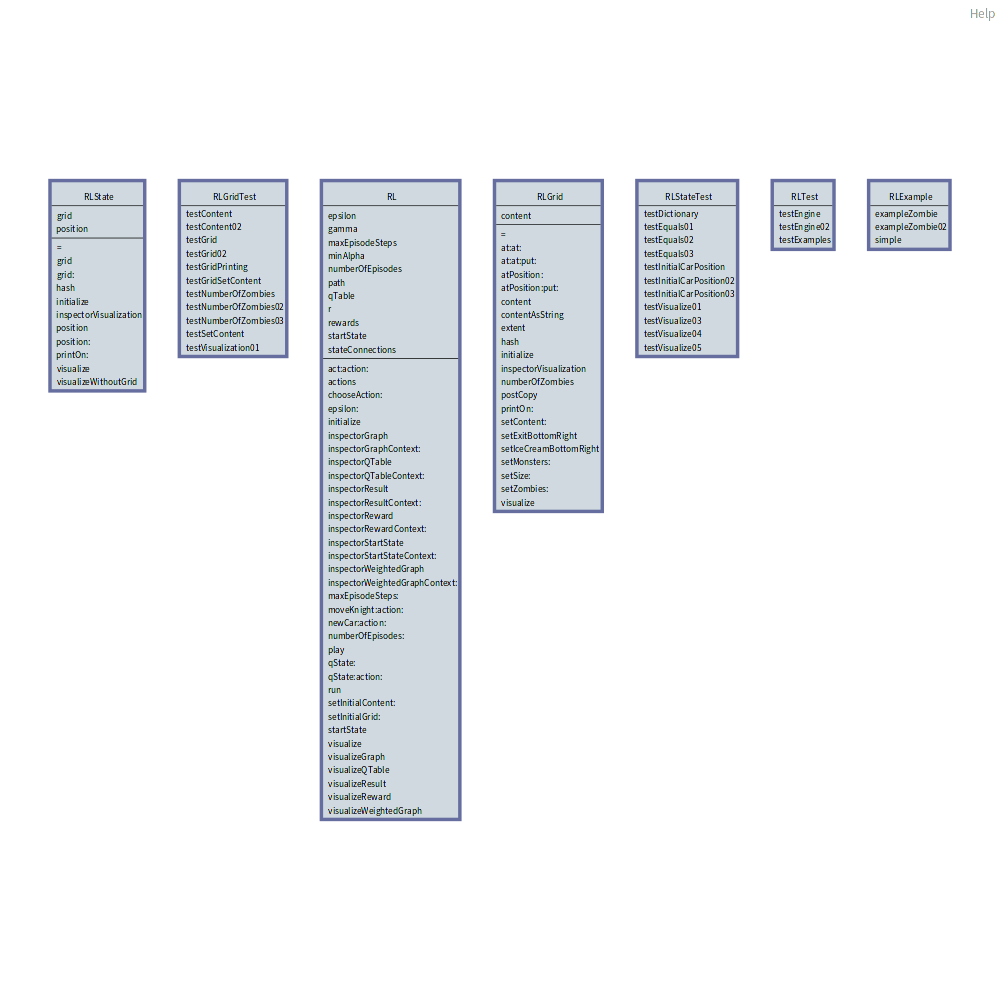 Help
RLState
grid
position
=
grid
grid:
hash
initialize
inspectorVisualization
position
position:
printOn:
visualize
visualizeWithoutGrid
RLGridTest
testContent
testContent02
testGrid
testGrid02
testGridPrinting
testGridSetContent
testNumberOfZombies
testNumberOfZombies02
testNumberOfZombies03
testSetContent
testVisualization01
RL
epsilon
gamma
maxEpisodeSteps
minAlpha
numberOfEpisodes
path
qTable
r
rewards
startState
stateConnections
act:action:
actions
chooseAction:
epsilon:
initialize
inspectorGraph
inspectorGraphContext:
inspectorQTable
inspectorQTableContext:
inspectorResult
inspectorResultContext:
inspectorReward
inspectorRewardContext:
inspectorStartState
inspectorStartStateContext:
inspectorWeightedGraph
inspectorWeightedGraphContext:
maxEpisodeSteps:
moveKnight:action:
newCar:action:
numberOfEpisodes:
play
qState:
qState:action:
run
setInitialContent:
setInitialGrid:
startState
visualize
visualizeGraph
visualizeQTable
visualizeResult
visualizeReward
visualizeWeightedGraph
RLGrid
content
=
at:at:
at:at:put:
atPosition:
atPosition:put:
content
contentAsString
extent
hash
initialize
inspectorVisualization
numberOfZombies
postCopy
printOn:
setContent:
setExitBottomRight
setIceCreamBottomRight
setMonsters:
setSize:
setZombies:
visualize
RLStateTest
testDictionary
testEquals01
testEquals02
testEquals03
testInitialCarPosition
testInitialCarPosition02
testInitialCarPosition03
testVisualize01
testVisualize03
testVisualize04
testVisualize05
RLTest
testEngine
testEngine02
testExamples
RLExample
exampleZombie
exampleZombie02
simple